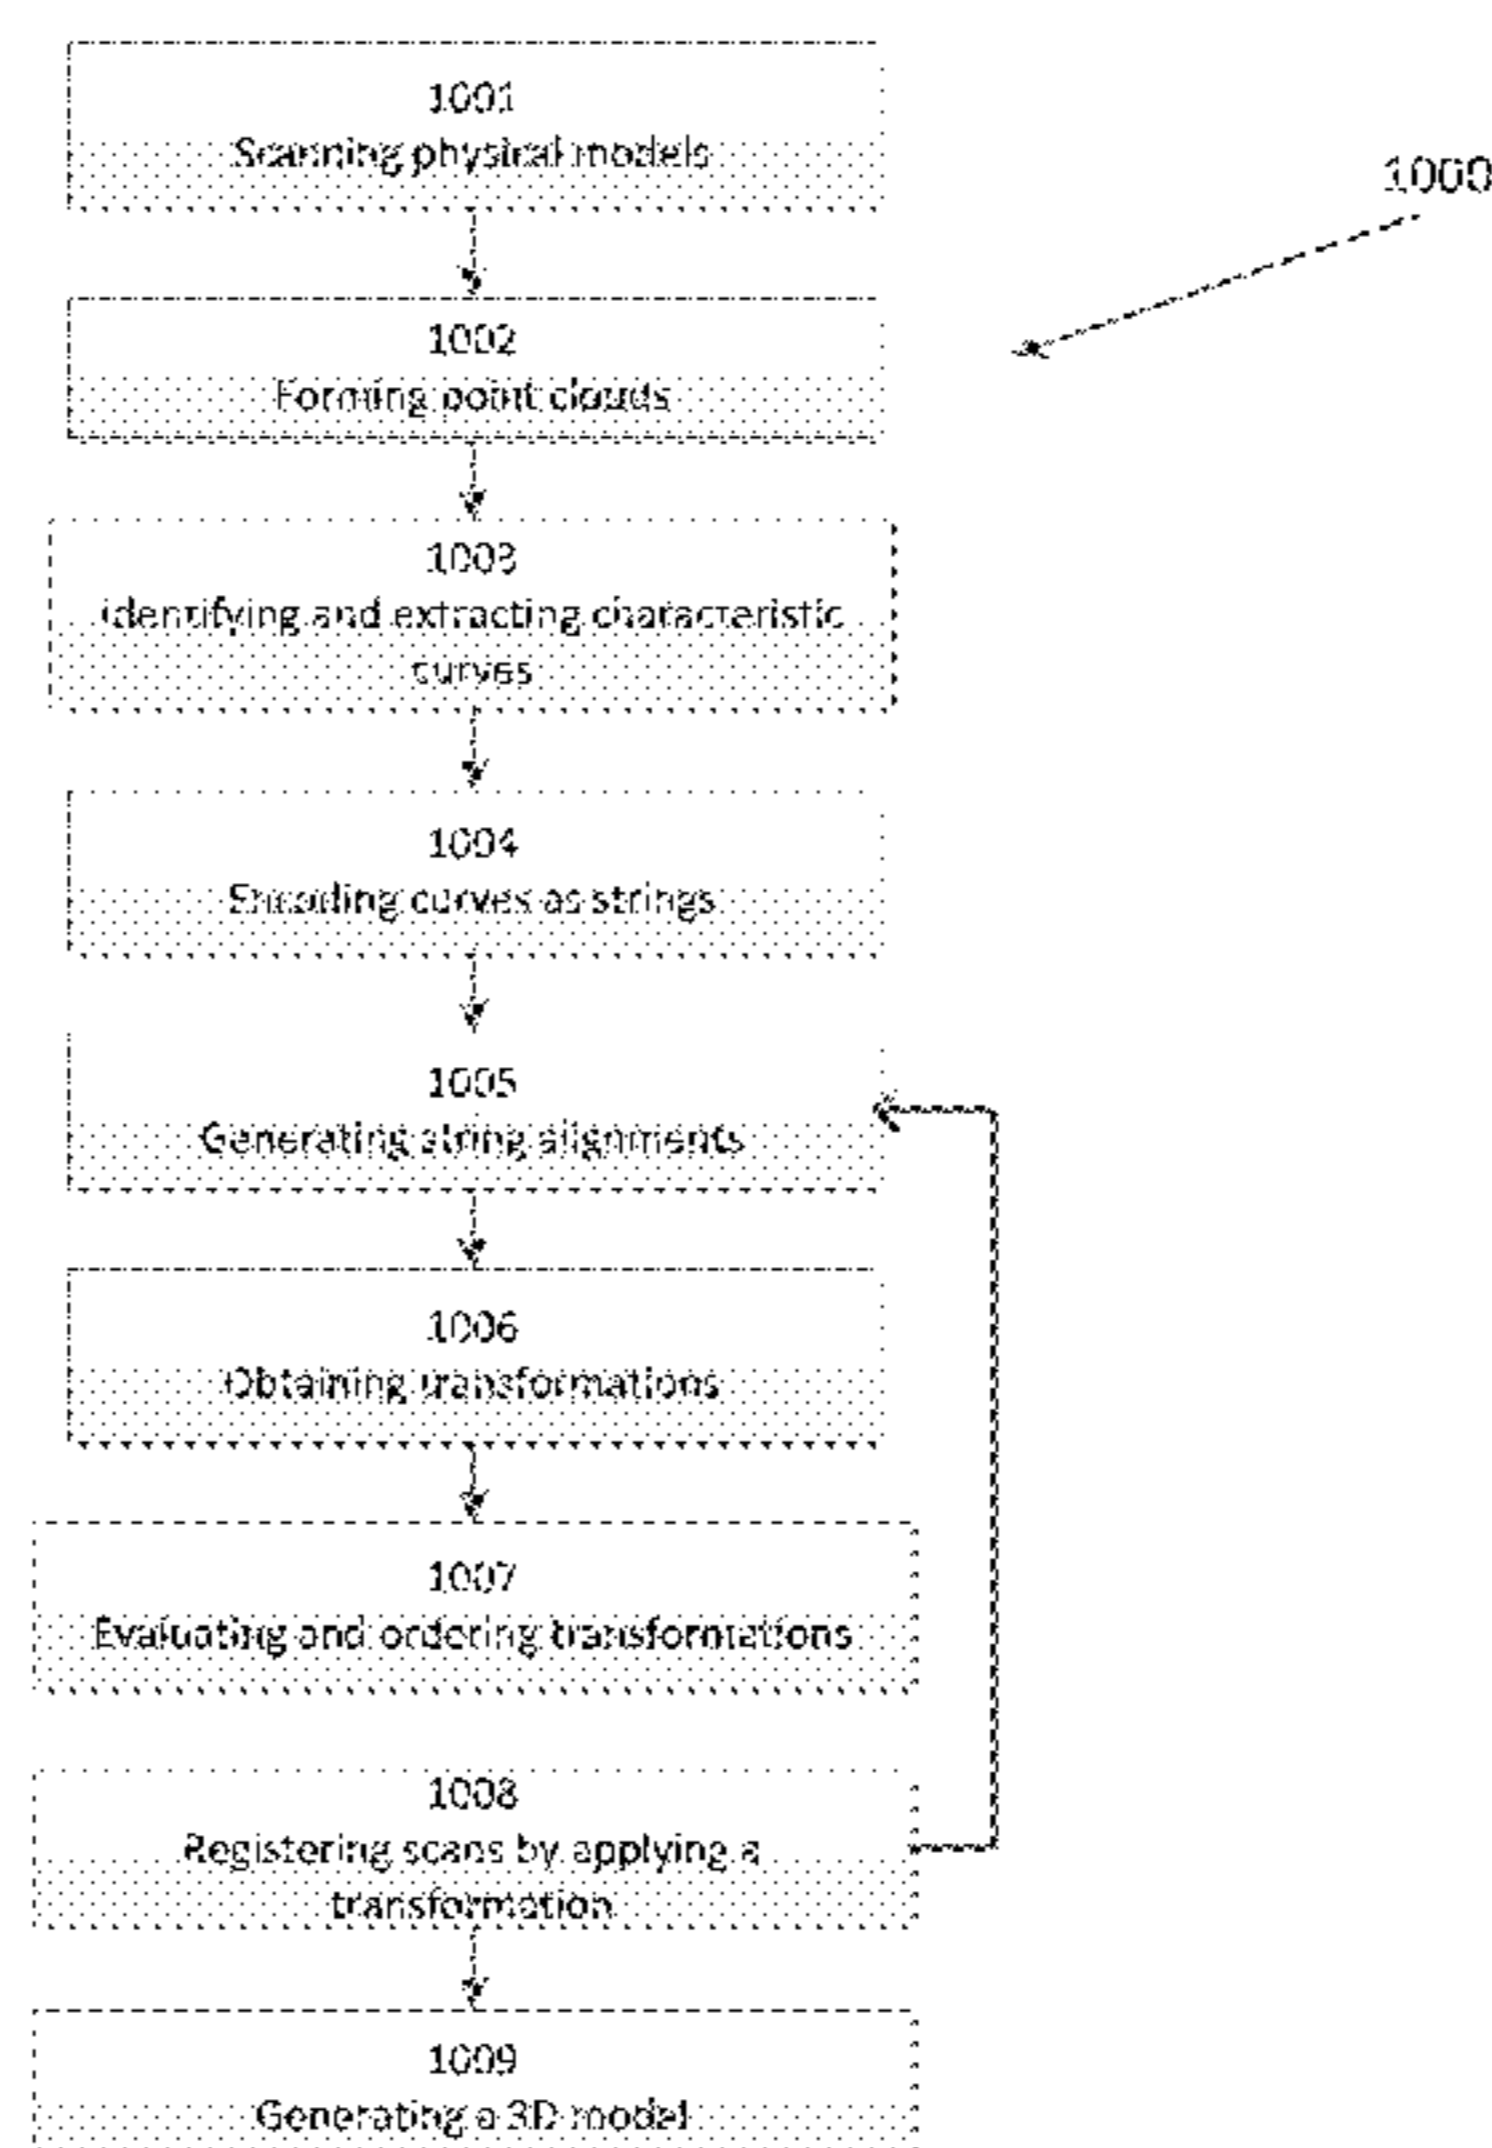 1001
Scanning physical models
1000
1002
Forming point clouds
1003
Identifying and extracting characteristic
curves
1004
Encoding curves as strings
1005
Generating string alignments
1006
Obtaining transformations
1007
Evaluating and ordering transformations
1008
Registering scans by applying a
transformation
1009
Generating a 3D model